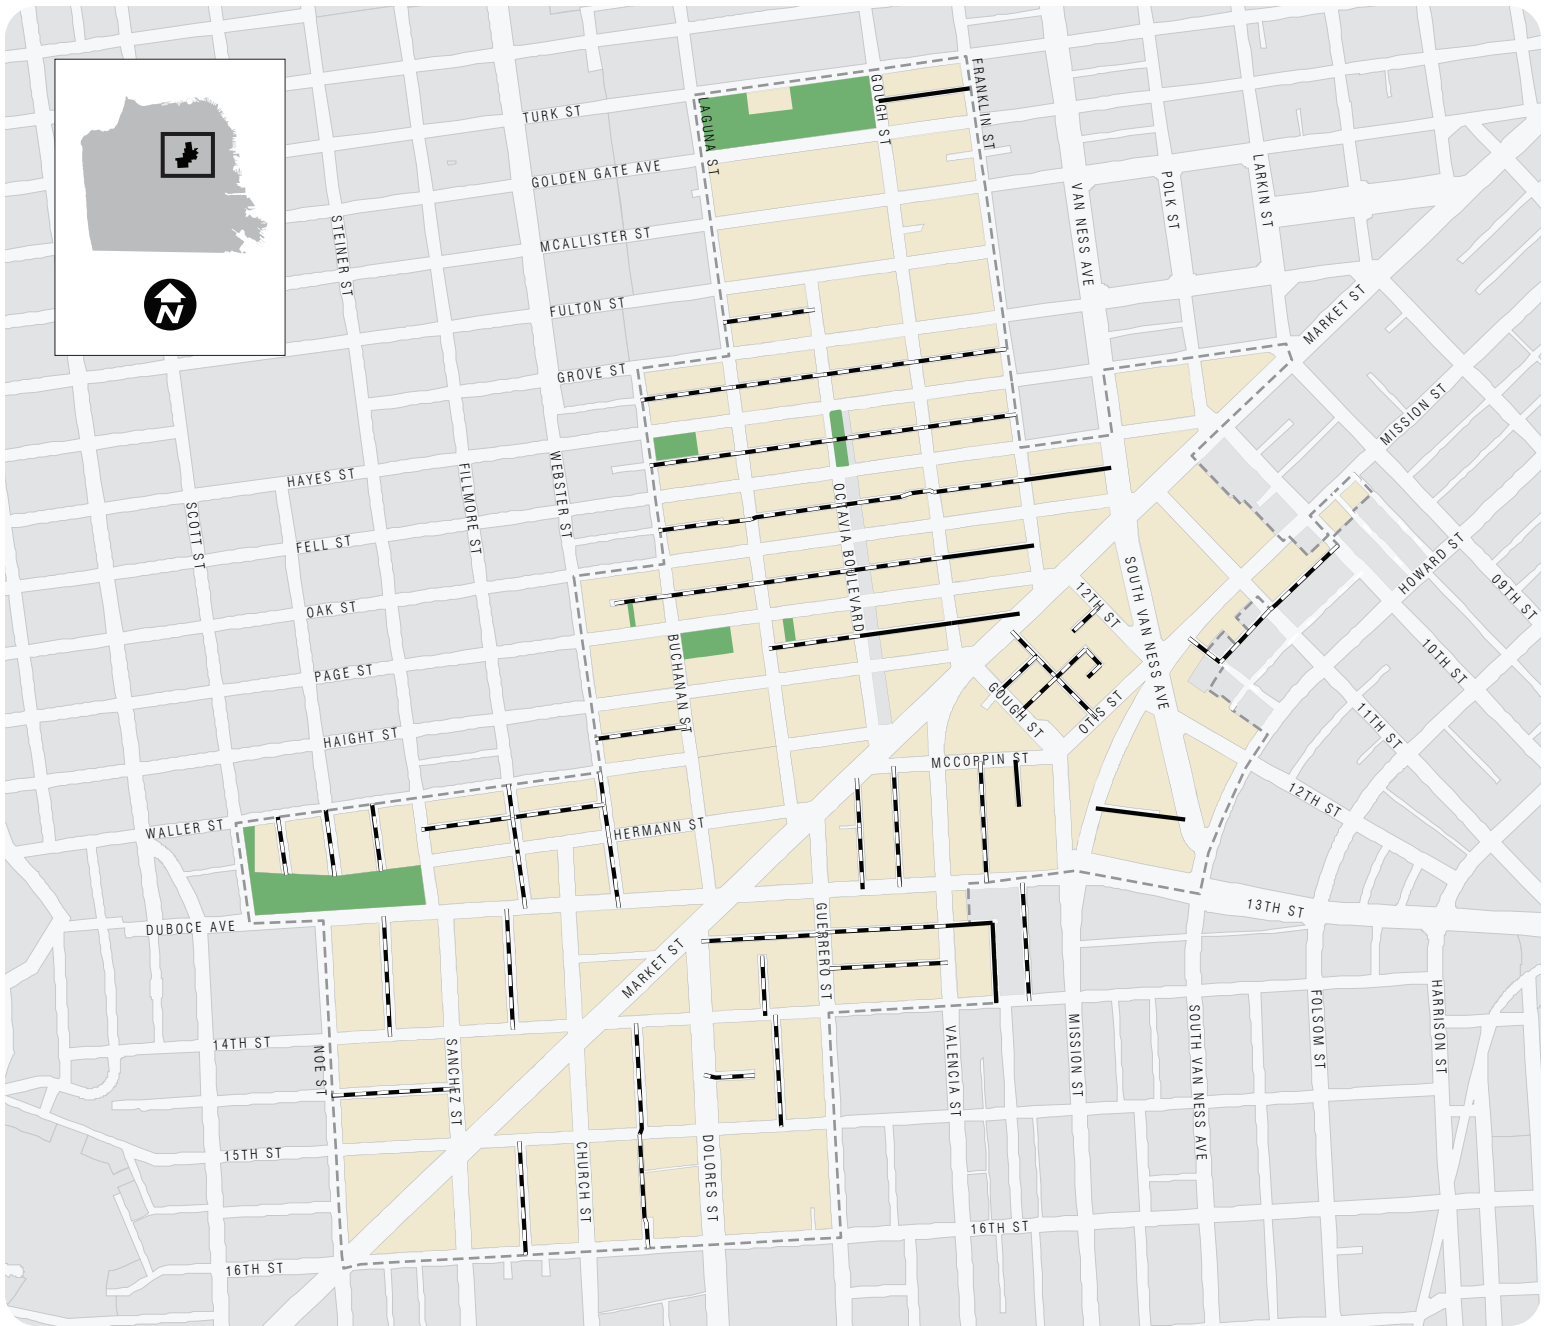 TURK ST
GOLDEN GATE AVE
MCALLISTER ST
FULTON ST
GROVE ST
LAGUNA ST
GOUGH ST
FRANKLIN ST
VAN NESS AVE
POLK ST
LARKIN ST
MARKET ST
MISSION ST
HOWARD ST
09TH ST
10TH ST
11TH ST
12TH ST
STEINER ST
HAYES ST
FELL ST
OAK ST
PAGE ST
HAIGHT ST
WALLER ST
SCOTT ST
FILLMORE ST
WEBSTER ST
OCTAVIA BOULEVARD
BUCHANAN ST
SOUTH VAN NESS AVE
12TH ST
GOUGH ST
OTIS ST
MCCOPPIN ST
HERMANN ST
DUBOCE AVE
13TH ST
GUERRERO ST
MARKET ST
14TH ST
NOE ST
SANCHEZ ST
15TH ST
CHURCH ST
DOLORES ST
VALENCIA ST
MISSION ST
SOUTH VAN NESS AVE
FOLSOM ST
HARRISON ST
16TH ST
16TH ST
N